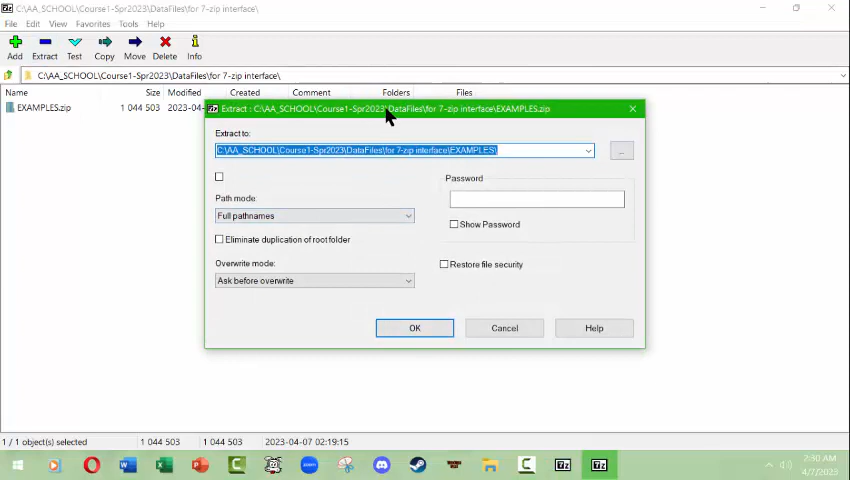 C:\AA_SCHOOL\Course1-Spr2023\DataFiles\for 7-zip interface\
File Edit View Favorites Tools Help
Add Extract Test Copy Move Delete Info
C:\AA_SCHOOL\Course1-Spr2023\DataFiles\for 7-zip interface\
Name Size Modified Created Comment Folders Files
EXAMPLES.zip 1 044 503 2023-04-0
Extract : C:\AA_SCHOOL\Course1-Spr2023\DataFiles\for 7-zip interface\EXAMPLES.zip
Extract to:
C:\AA_SCHOOL\Course1-Spr2023\DataFiles\for 7-zip interface\EXAMPLES\
...
Password
Path mode:
Full pathnames
Show Password
Eliminate duplication of root folder
Overwrite mode:
Restore file security
Ask before overwrite
OK Cancel Help
1 / 1 object(s) selected 1 044 503 1 044 503 2023-04-07 02:19:15
2:30 AM
4/7/2023